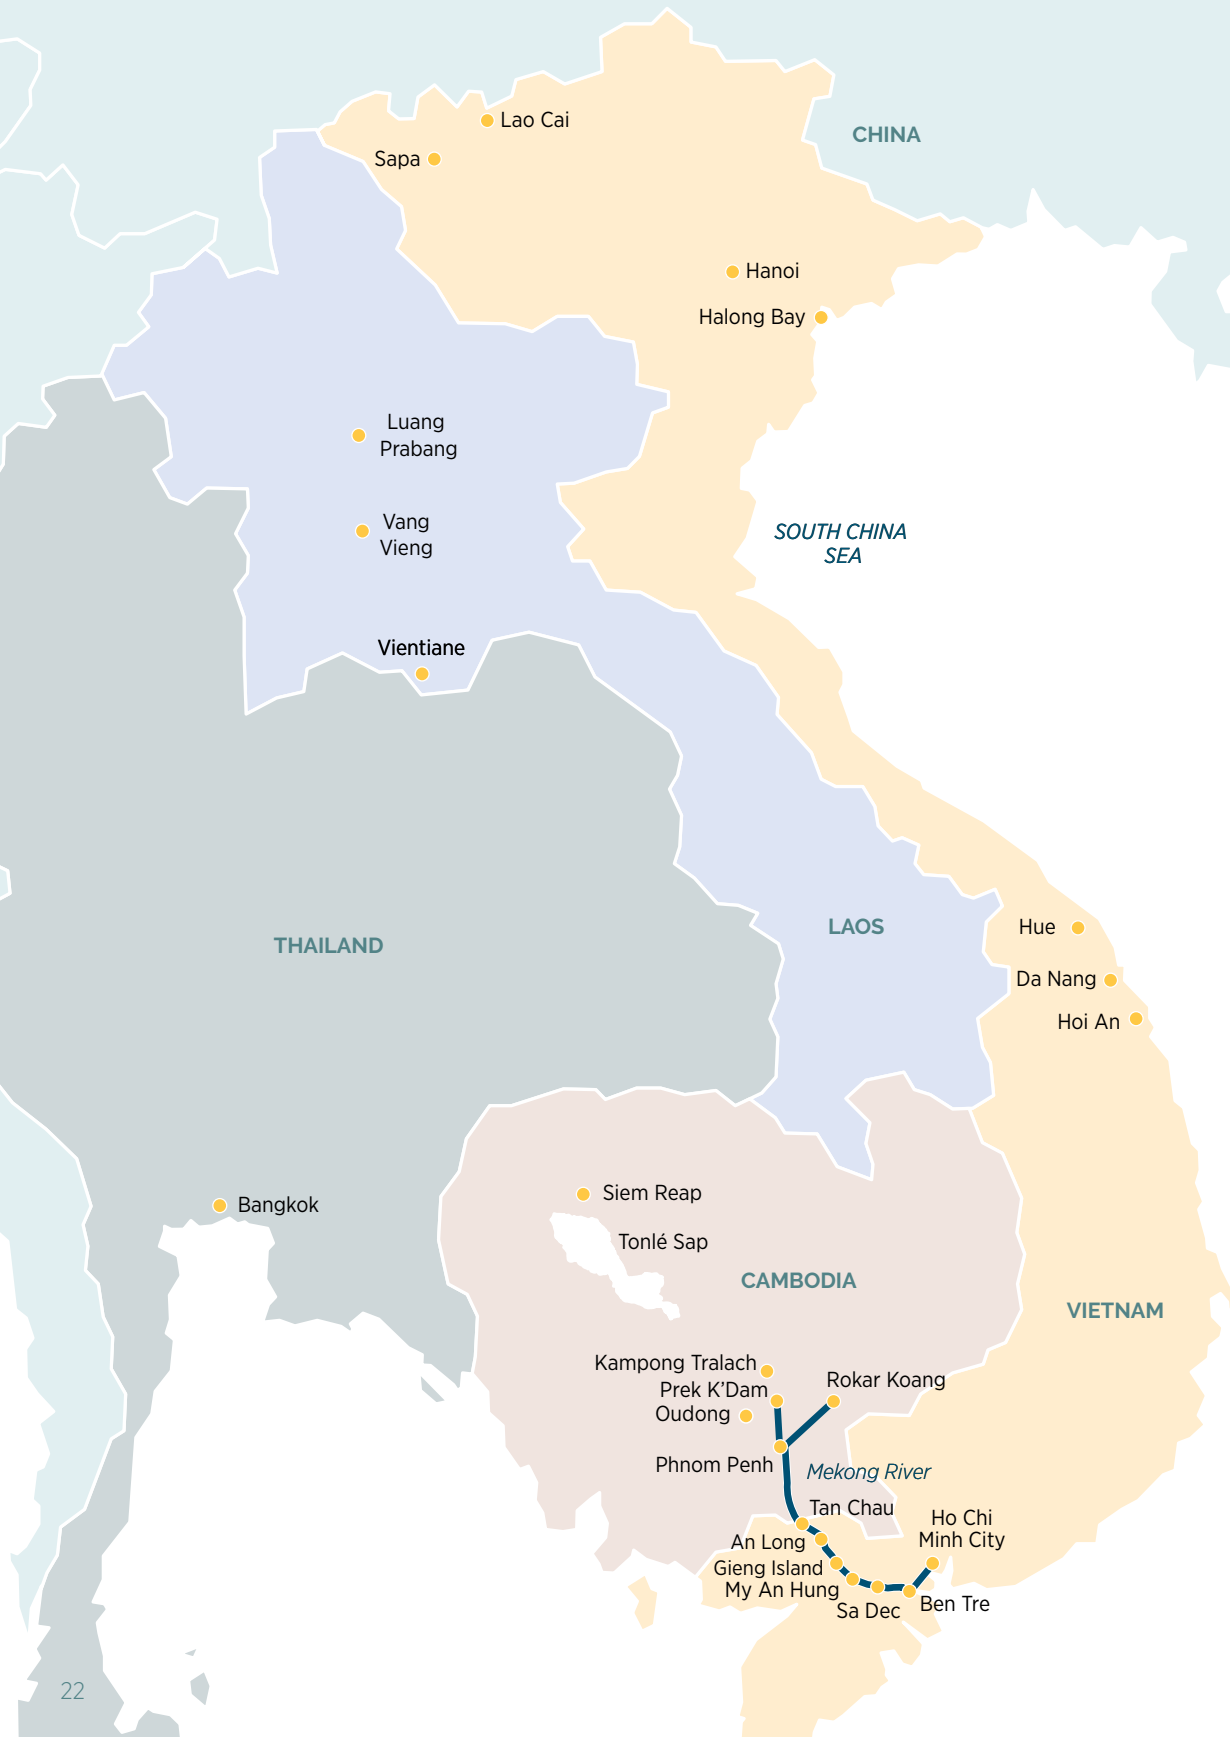 Lao Cai
CHINA
Sapa
Hanoi
Halong Bay
Luang
Prabang
Vang
Vieng
SOUTH CHINA
SEA
Vientiane
THAILAND
LAOS
Hue
Da Nang
Hoi An
Bangkok
Siem Reap
Tonlé Sap
CAMBODIA
VIETNAM
Kampong Tralach
Prek K’Dam
Rokar Koang
Oudong
Phnom Penh
Mekong River
Tan Chau
Ho Chi
Minh City
An Long
Gieng Island
My An Hung
Sa Dec
Ben Tre
22